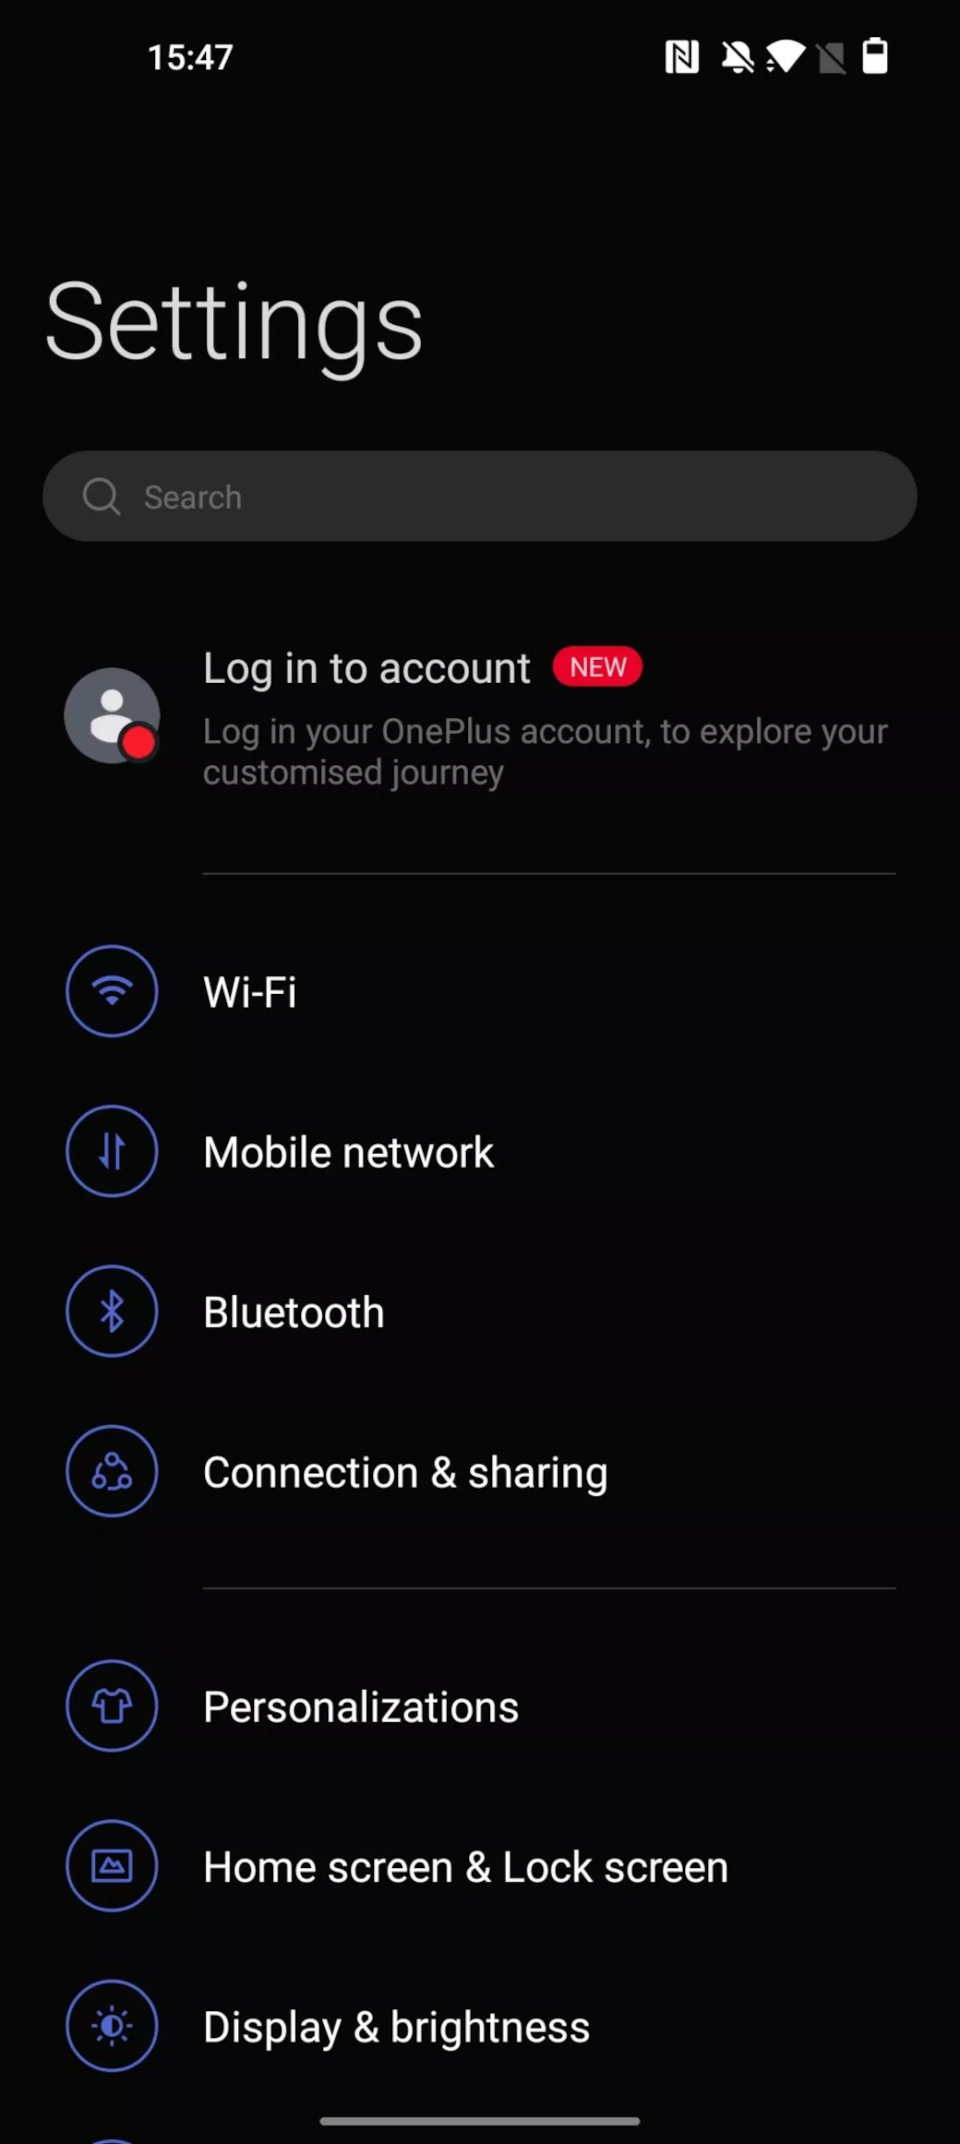 15:47
Settings
Search
Log in to account NEW
Log in your OnePlus account, to explore your
customised journey
Wi-Fi
Mobile network
Bluetooth
Connection & sharing
Personalizations
Home screen & Lock screen
Display & brightness